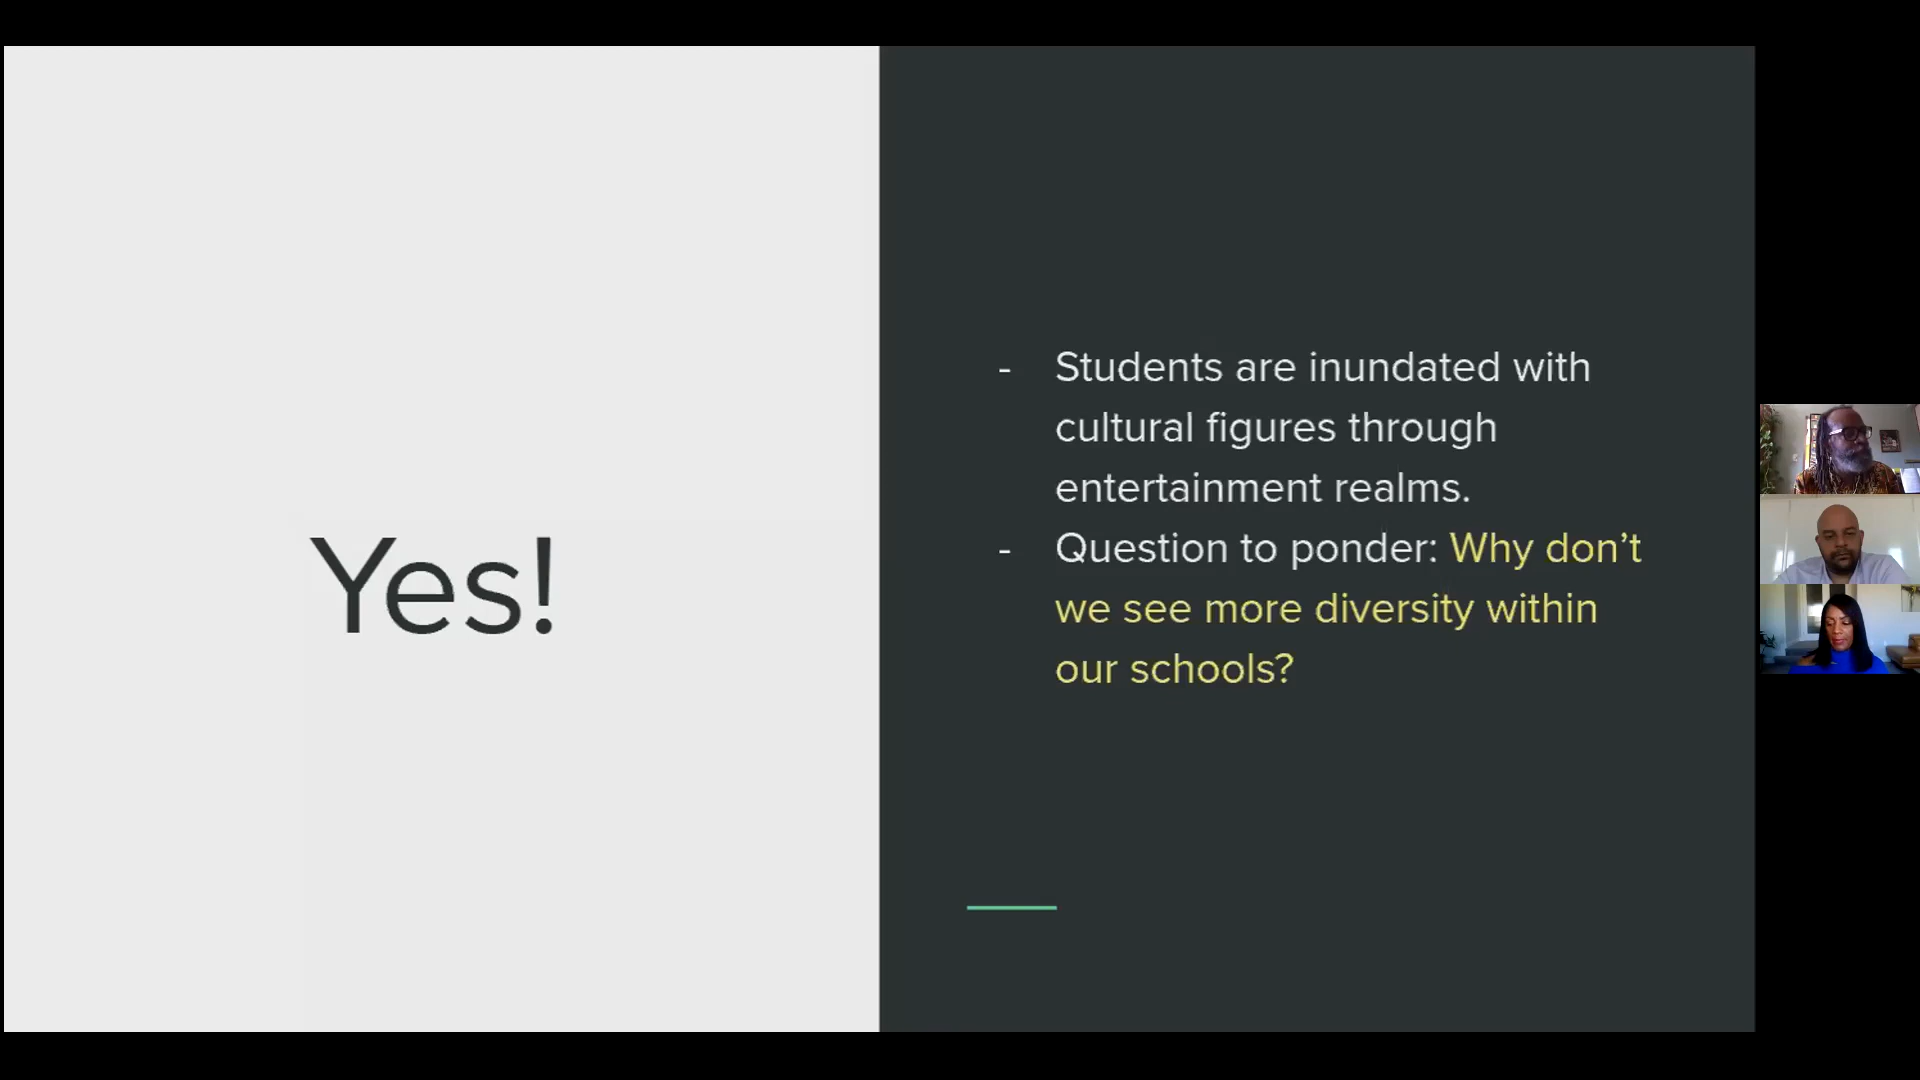 Yes!
- Students are inundated with
cultural figures through
entertainment realms.
- Question to ponder: Why don’t
we see more diversity within
our schools?